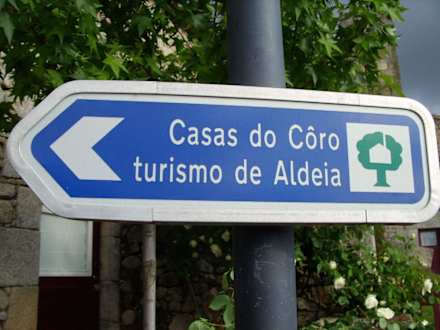 Casas do Côro
turismo de Aldeia